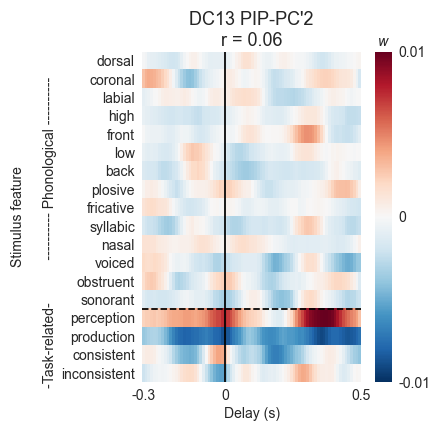 DC13 PIP-PC'2
r = 0.06
w
dorsal
coronal
labial
high
front
low
back
plosive
fricative
syllabic
nasal
voiced
obstruent
sonorant
perception
production
consistent
inconsistent
Stimulus feature
-Task-related- ---------- Phonological ----------
0.01
0
-0.01
-0.3 0 0.5
Delay (s)